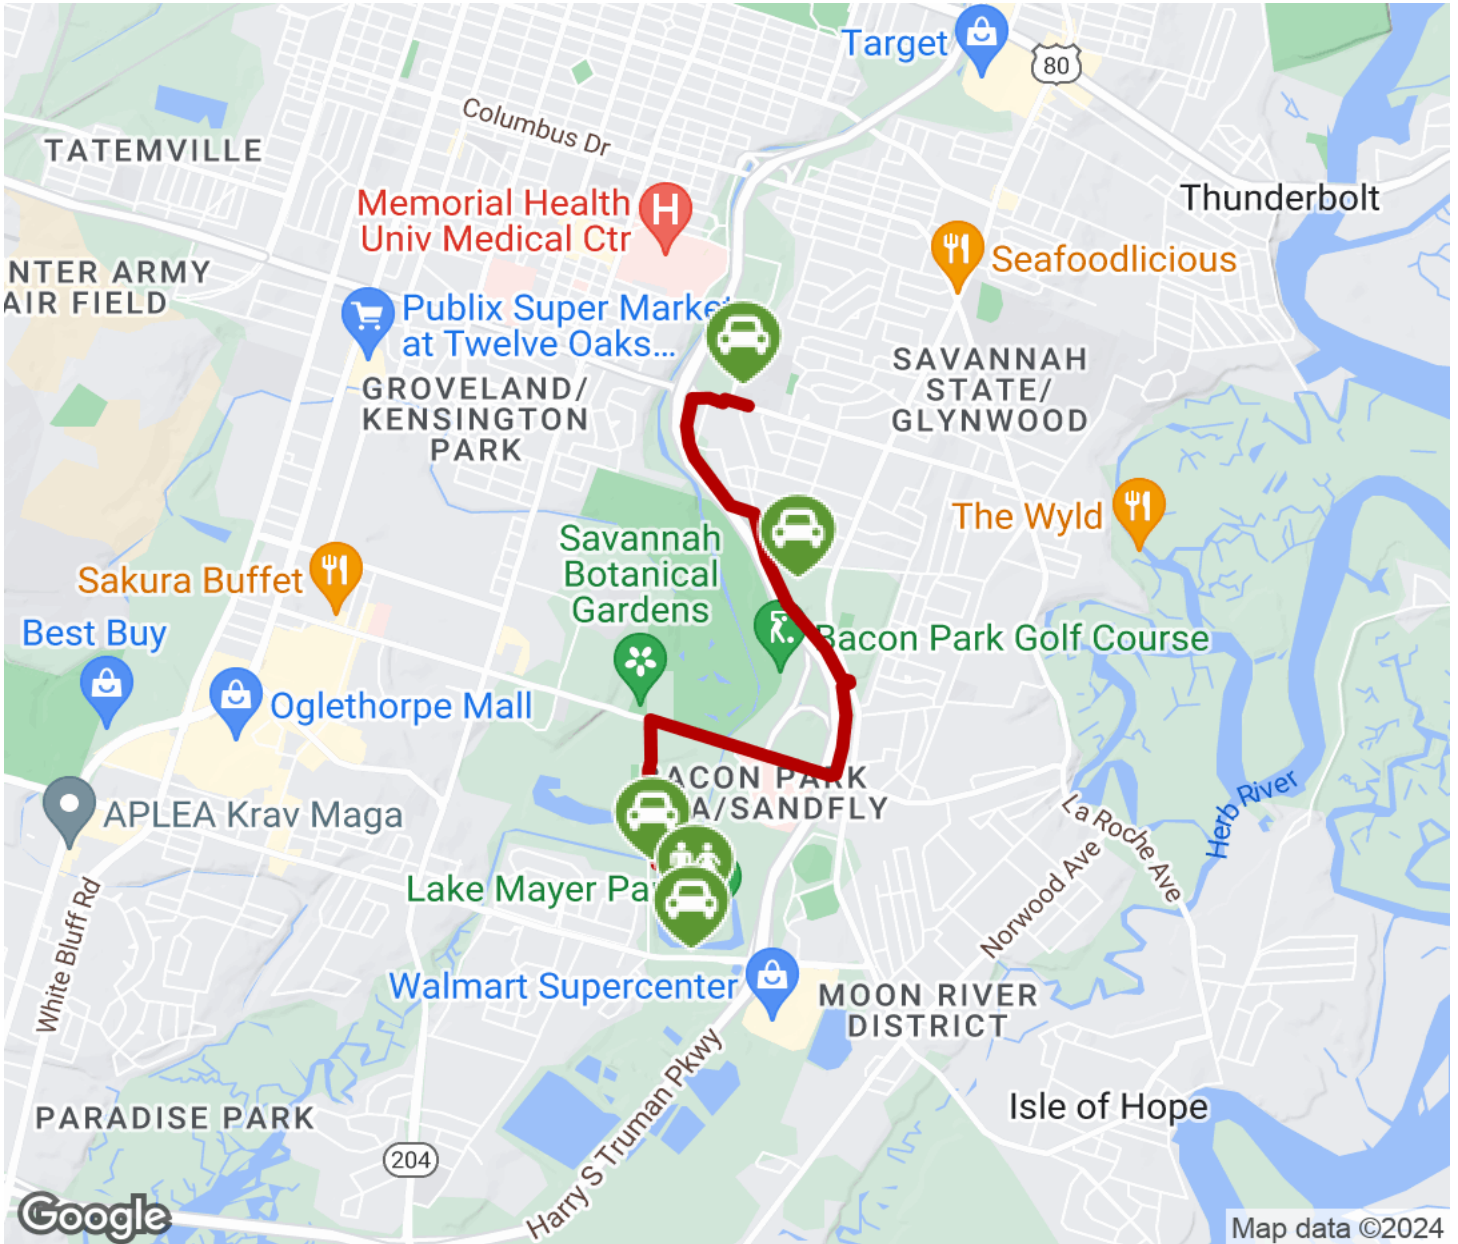 Target
80
Columbus Dr
TATEMVILLE
Memorial Health
Univ Medical Ctr
H
Thunderbolt
Seafoodlicious
NTER ARMY
AIR FIELD
Publix Super Marke
at Twelve Oaks...
GROVELAND/
KENSINGTON
PARK
SAVANNAH
STATE/
GLYNWOOD
The Wyld
Savannah
Botanical
Gardens
Sakura Buffet
Best Buy
Bacon Park Golf Course
Oglethorpe Mall
ACON PARK
A/SANDFLY
APLEA Krav Maga
Herb River
La Roche Ave
Norwood Ave
Lake Mayer Pa
White Bluff Rd
Walmart Supercenter
MOON RIVER
DISTRICT
Harry S Truman Pkwy
Isle of Hope
PARADISE PARK
204
Google
Map data ©2024